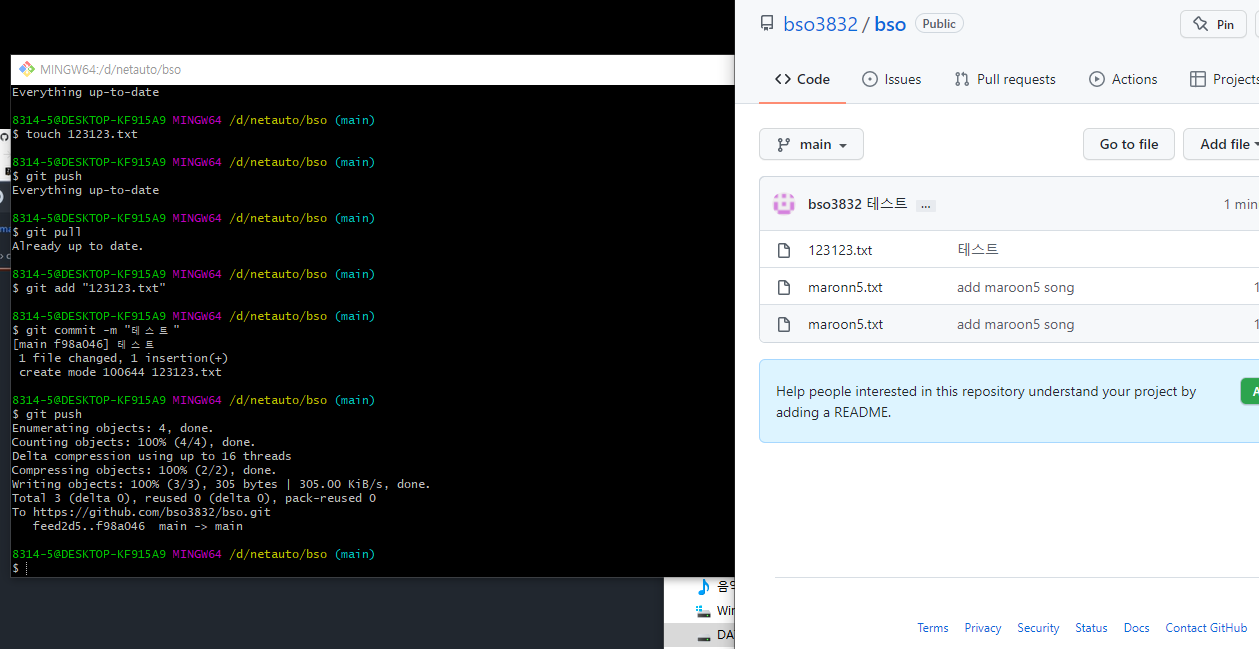 MINGW64:/d/netauto/bso
Everything up-to-date
8314-5@DESKTOP-KF915A9 MINGW64 /d/netauto/bso (main)
$ touch 123123.txt
8314-5@DESKTOP-KF915A9 MINGW64 /d/netauto/bso (main)
$ git push
Everything up-to-date
8314-5@DESKTOP-KF915A9 MINGW64 /d/netauto/bso (main)
$ git pull
Already up to date.
8314-5@DESKTOP-KF915A9 MINGW64 /d/netauto/bso (main)
$ git add "123123.txt"
8314-5@DESKTOP-KF915A9 MINGW64 /d/netauto/bso (main)
$ git commit -m "테스트"
[main f98a046] 테스트
1 file changed, 1 insertion(+)
create mode 100644 123123.txt
8314-5@DESKTOP-KF915A9 MINGW64 /d/netauto/bso (main)
$ git push
Enumerating objects: 4, done.
Counting objects: 100% (4/4), done.
Delta compression using up to 16 threads
Compressing objects: 100% (2/2), done.
Writing objects: 100% (3/3), 305 bytes | 305.00 KiB/s, done.
Total 3 (delta 0), reused 0 (delta 0), pack-reused 0
To https://github.com/bso3832/bso.git
feed2d5..f98a046  main -> main
8314-5@DESKTOP-KF915A9 MINGW64 /d/netauto/bso (main)
$
음악
Win
DA
bso3832 / bso Public
Pin
Code Issues Pull requests Actions Projects
main Go to file Add file
bso3832 테스트 ... 1 min
123123.txt 테스트
maronn5.txt add maroon5 song 1
maroon5.txt add maroon5 song 1
Help people interested in this repository understand your project by
adding a README.
A
Terms Privacy Security Status Docs Contact GitHub